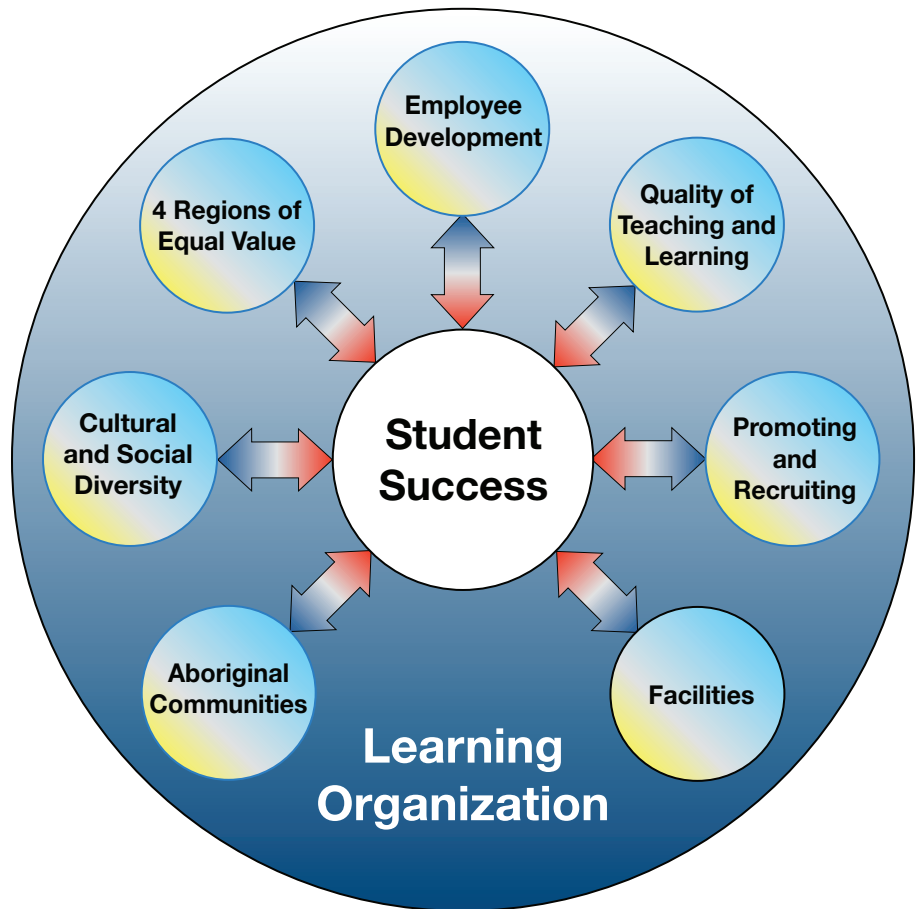 Employee
Development
4 Regions of
Equal Value
Quality of
Teaching and
Learning
Cultural
and Social
Diversity
Student
Success
Promoting
and
Recruiting
Aboriginal
Communities
Facilities
Learning
Organization